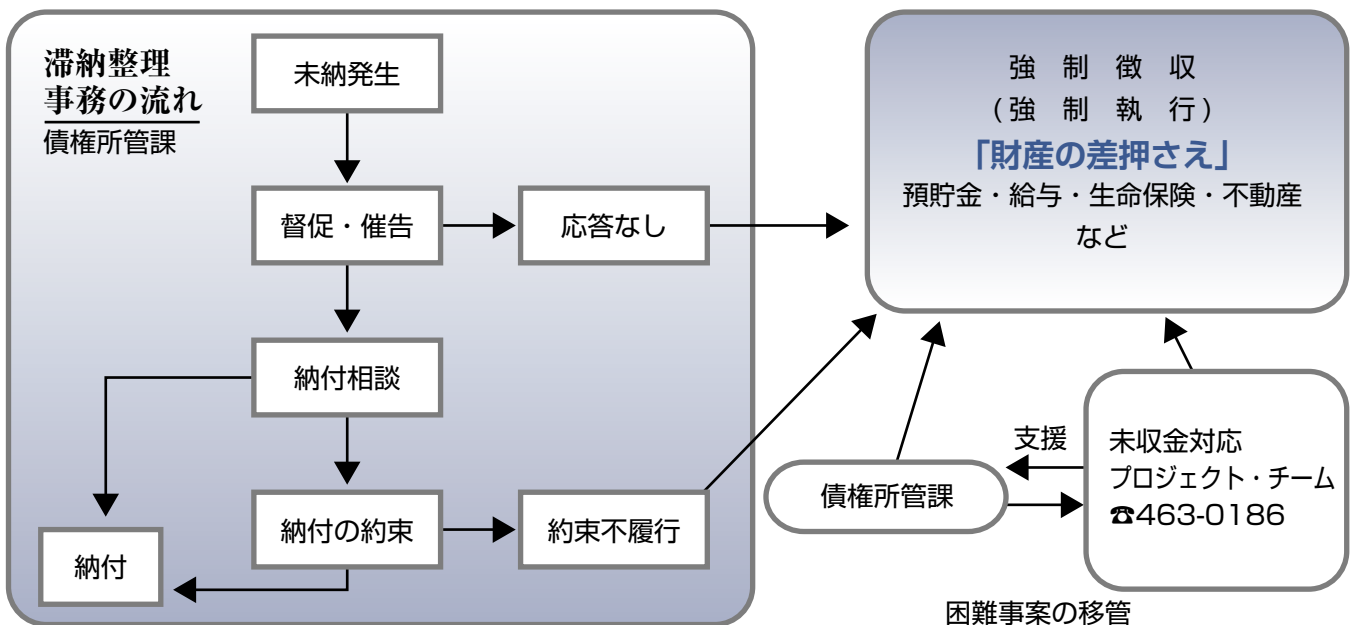 滞納整理
事務の流れ
債権所管課
未納発生
督促・催告
応答なし
納付相談
納付の約束
約束不履行
納付
強制徴収
(強制執行)
「財産の差押さえ」
預貯金・給与・生命保険・不動産
など
債権所管課
支援
未収金対応
プロジェクト・チーム
☎463-0186
困難事案の移管